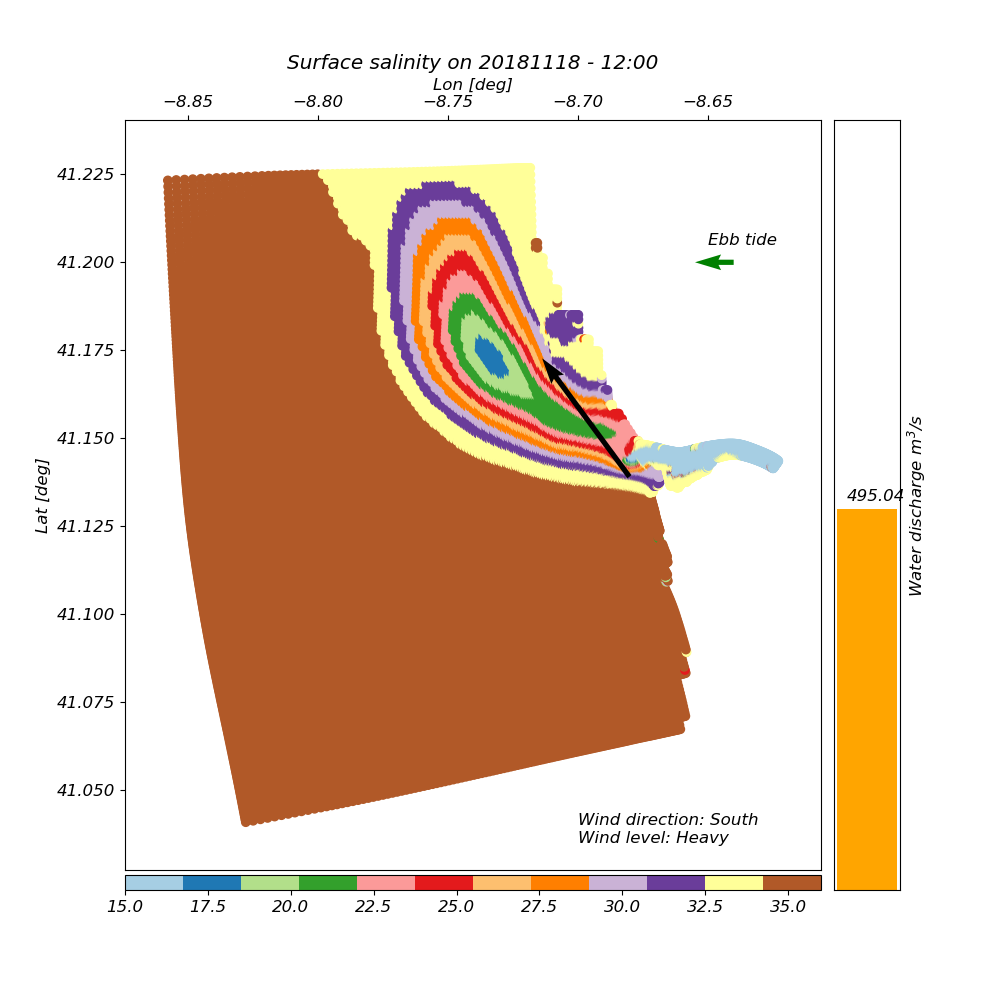 Surface salinity on 20181118 - 12:00
Lon [deg]
−8.85 −8.80 −8.75 −8.70 −8.65
41.225
41.200
41.175
41.150
41.125
41.100
41.075
41.050
Lat [deg]
Ebb tide
495.04
Water discharge m³/s
Wind direction: South
Wind level: Heavy
15.0 17.5 20.0 22.5 25.0 27.5 30.0 32.5 35.0